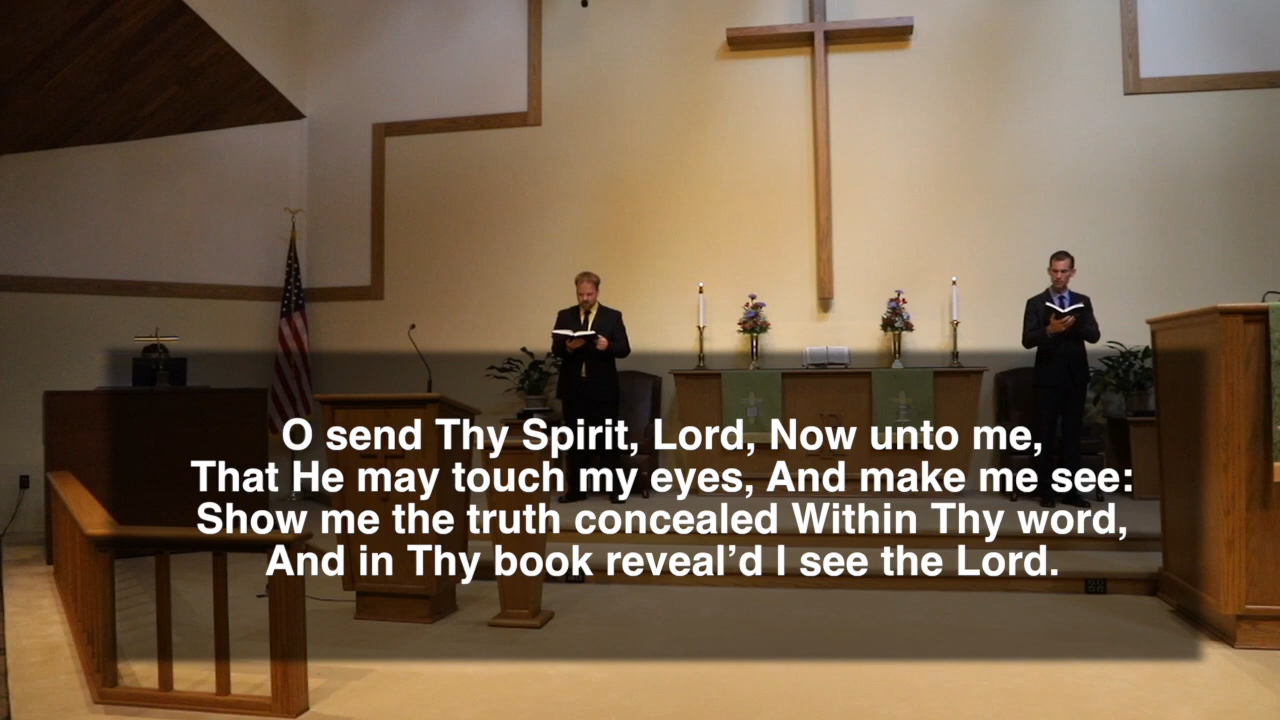 O send Thy Spirit, Lord, Now unto me,
That He may touch my eyes, And make me see:
Show me the truth concealed Within Thy word,
And in Thy book reveal’d I see the Lord.